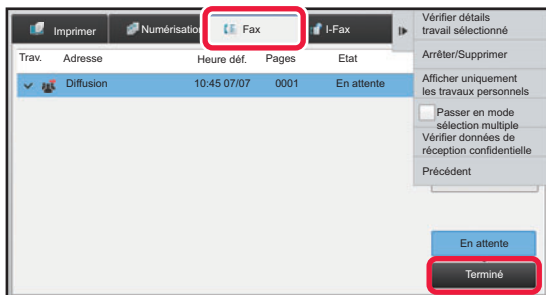 Imprimer
Numérisation
Fax
I-Fax
Trav.
Adresse
Heure déf.
Pages
Etat
Diffusion
10:45 07/07
0001
En attente
Vérifier détails
travail sélectionné
Arrêter/Supprimer
Afficher uniquement
les travaux personnels
Passer en mode
sélection multiple
Vérifier données de
réception confidentielle
Précédent
En attente
Terminé